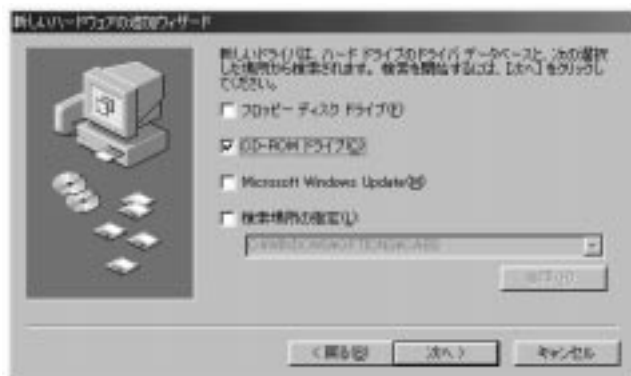 新しいハードウェアの追加ウィザード
新しいドライバは、ハード ドライブのドライバ データベースと、次の選択
した場所から検索されます。検索を開始するには、[次へ] をクリックし
てください。
フロッピー ディスク ドライブ(F)
CD-ROM ドライブ(C)
Microsoft Windows Update(M)
検索場所の指定(L)
C:¥WINDOWS¥OPTIONS¥CABS
参照(R)...
< 戻る(B)
次へ >
キャンセル